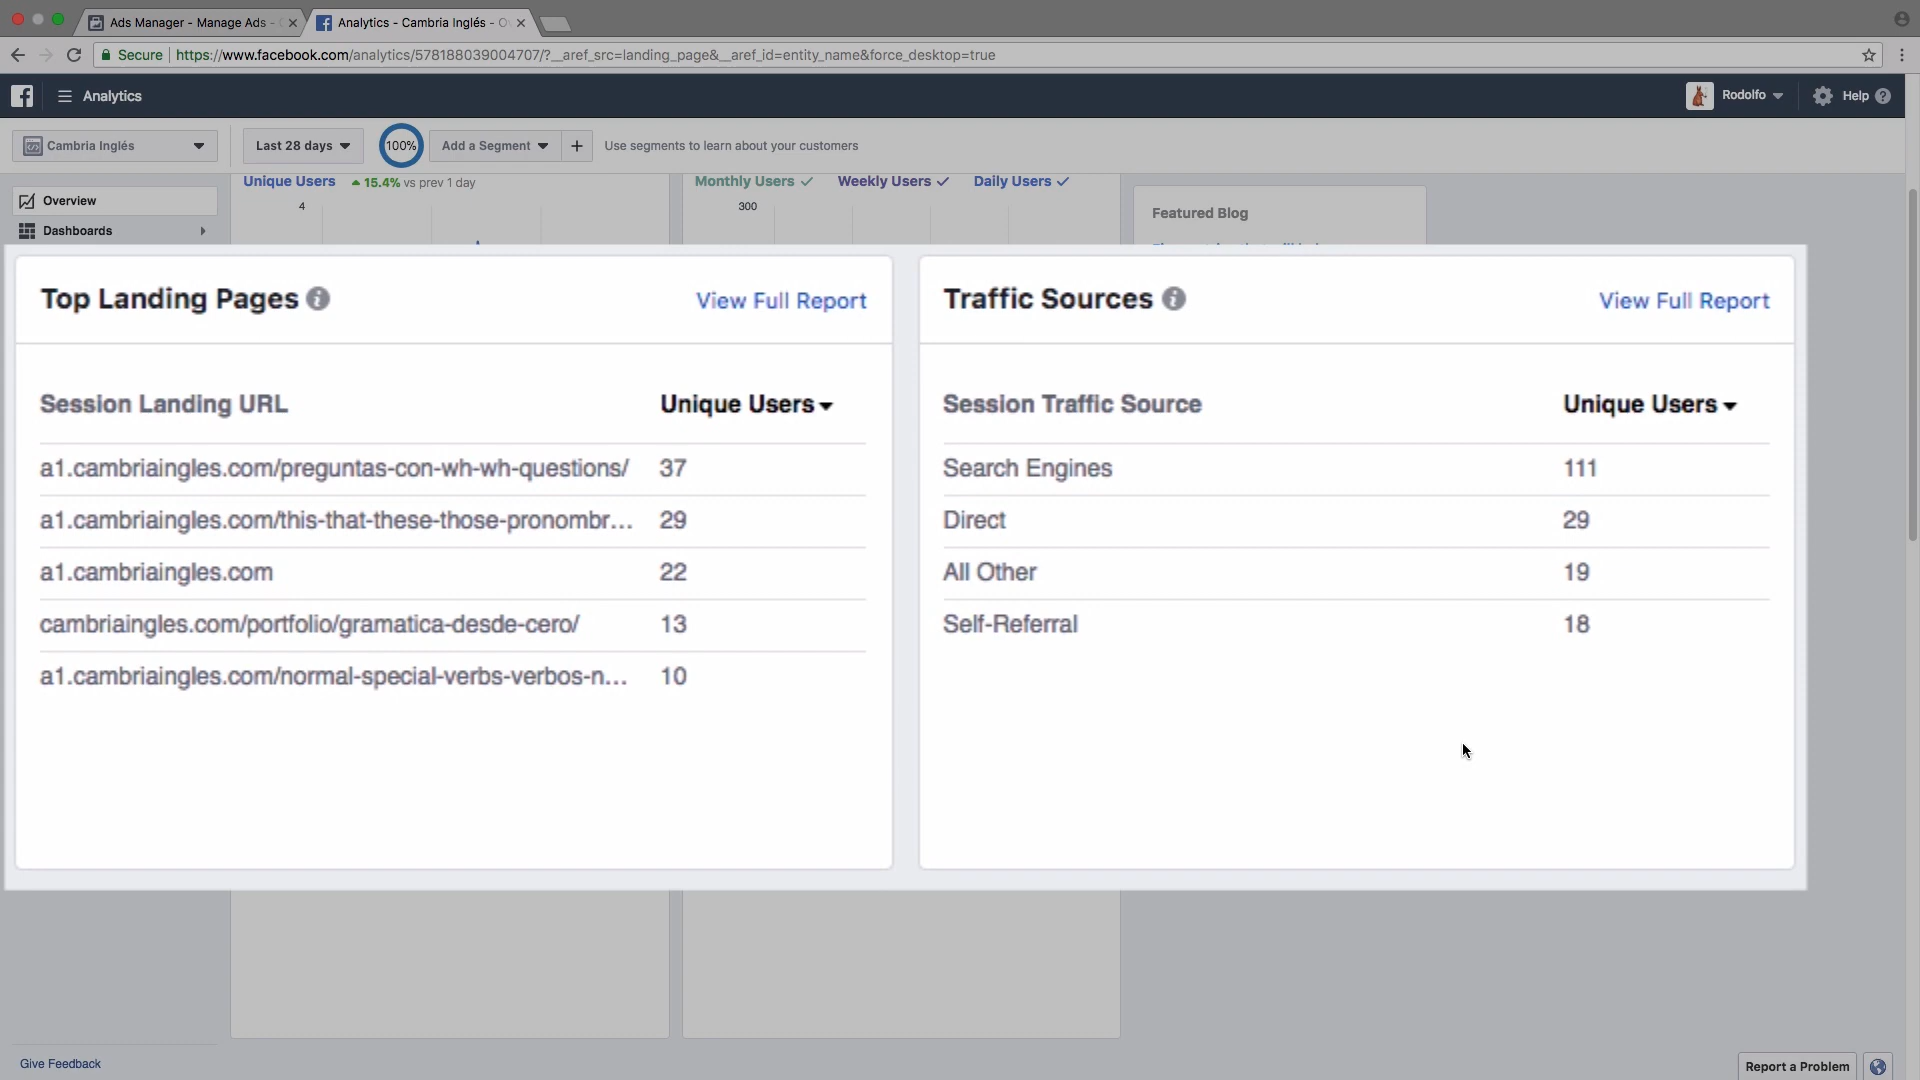 Ads Manager - Manage Ads -
Analytics - Cambria Inglés - O
Secure
https://www.facebook.com/analytics/578188039004707/?__aref_src=landing_page&__aref_id=entity_name&force_desktop=true
Analytics
Rodolfo
Help
Cambria Inglés
Last 28 days
100%
Add a Segment
+
Use segments to learn about your customers
Overview
Dashboards
Unique Users 15.4% vs prev 1 day
4
Monthly Users Weekly Users Daily Users
300
Featured Blog
Top Landing Pages
View Full Report
Session Landing URL Unique Users
a1.cambriaingles.com/preguntas-con-wh-wh-questions/ 37
a1.cambriaingles.com/this-that-these-those-pronombr... 29
a1.cambriaingles.com 22
cambriaingles.com/portfolio/gramatica-desde-cero/ 13
a1.cambriaingles.com/normal-special-verbs-verbos-n... 10
Traffic Sources
View Full Report
Session Traffic Source Unique Users
Search Engines 111
Direct 29
All Other 19
Self-Referral 18
Give Feedback
Report a Problem